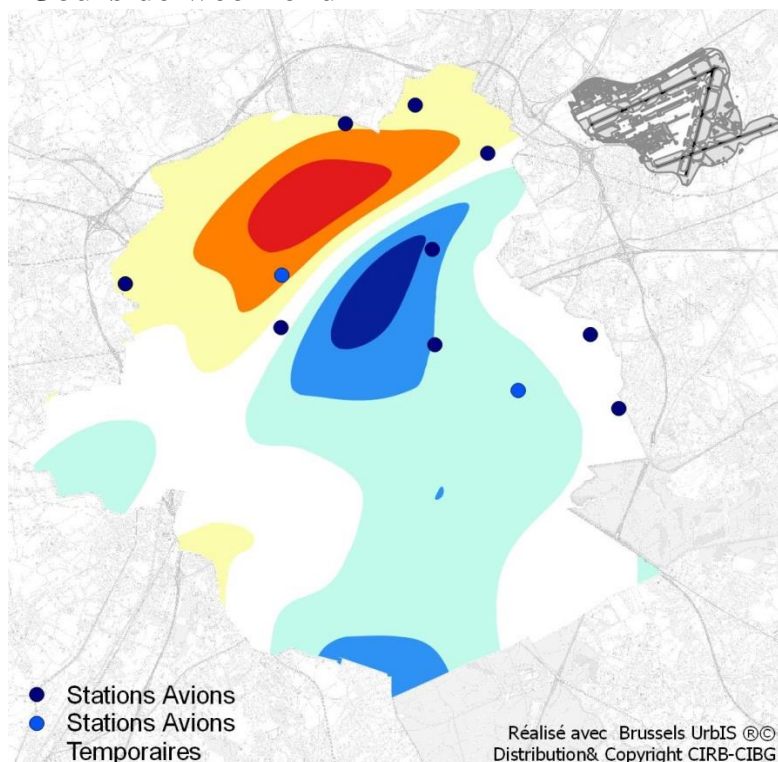 Stations Avions
Stations Avions
Temporaires
Réalisé avec Brussels UrbIS ®©
Distribution& Copyright CIRB-CIBG